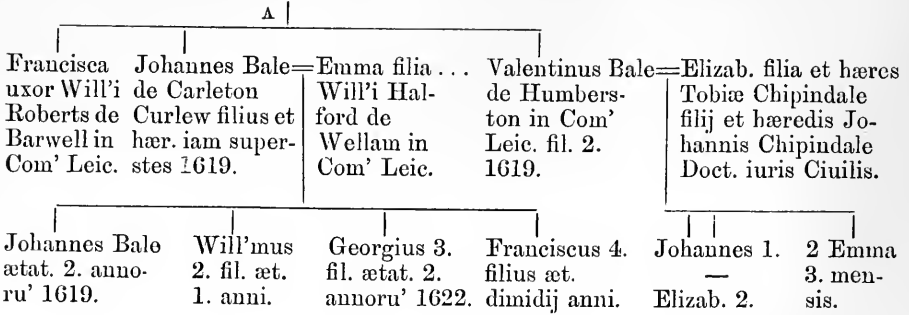 A
Francisca
uxor Will'i
Roberts de
Barwell in
Com' Leic.
Johannes Bale=
de Carleton
Curlew filius et
hær. iam super-
stes 1619.
Emma filia ...
Will'i Hal-
ford de
Wellam in
Com' Leic.
Valentinus Bale=
de Humbers-
ton in Com'
Leic. fil. 2.
1619.
Elizab. filia et hæres
Tobiæ Chipindale
filij et hæredis Jo-
hannis Chipindale
Doct. iuris Ciuilis.
Johannes Bale
ætat. 2. anno-
ru' 1619.
Will'mus
2. fil. æt.
1. anni.
Georgius 3.
fil. ætat. 2.
annoru' 1622.
Franciscus 4.
filius æt.
dimidij anni.
Johannes 1.
—
Elizab. 2.
2 Emma
3. men-
sis.